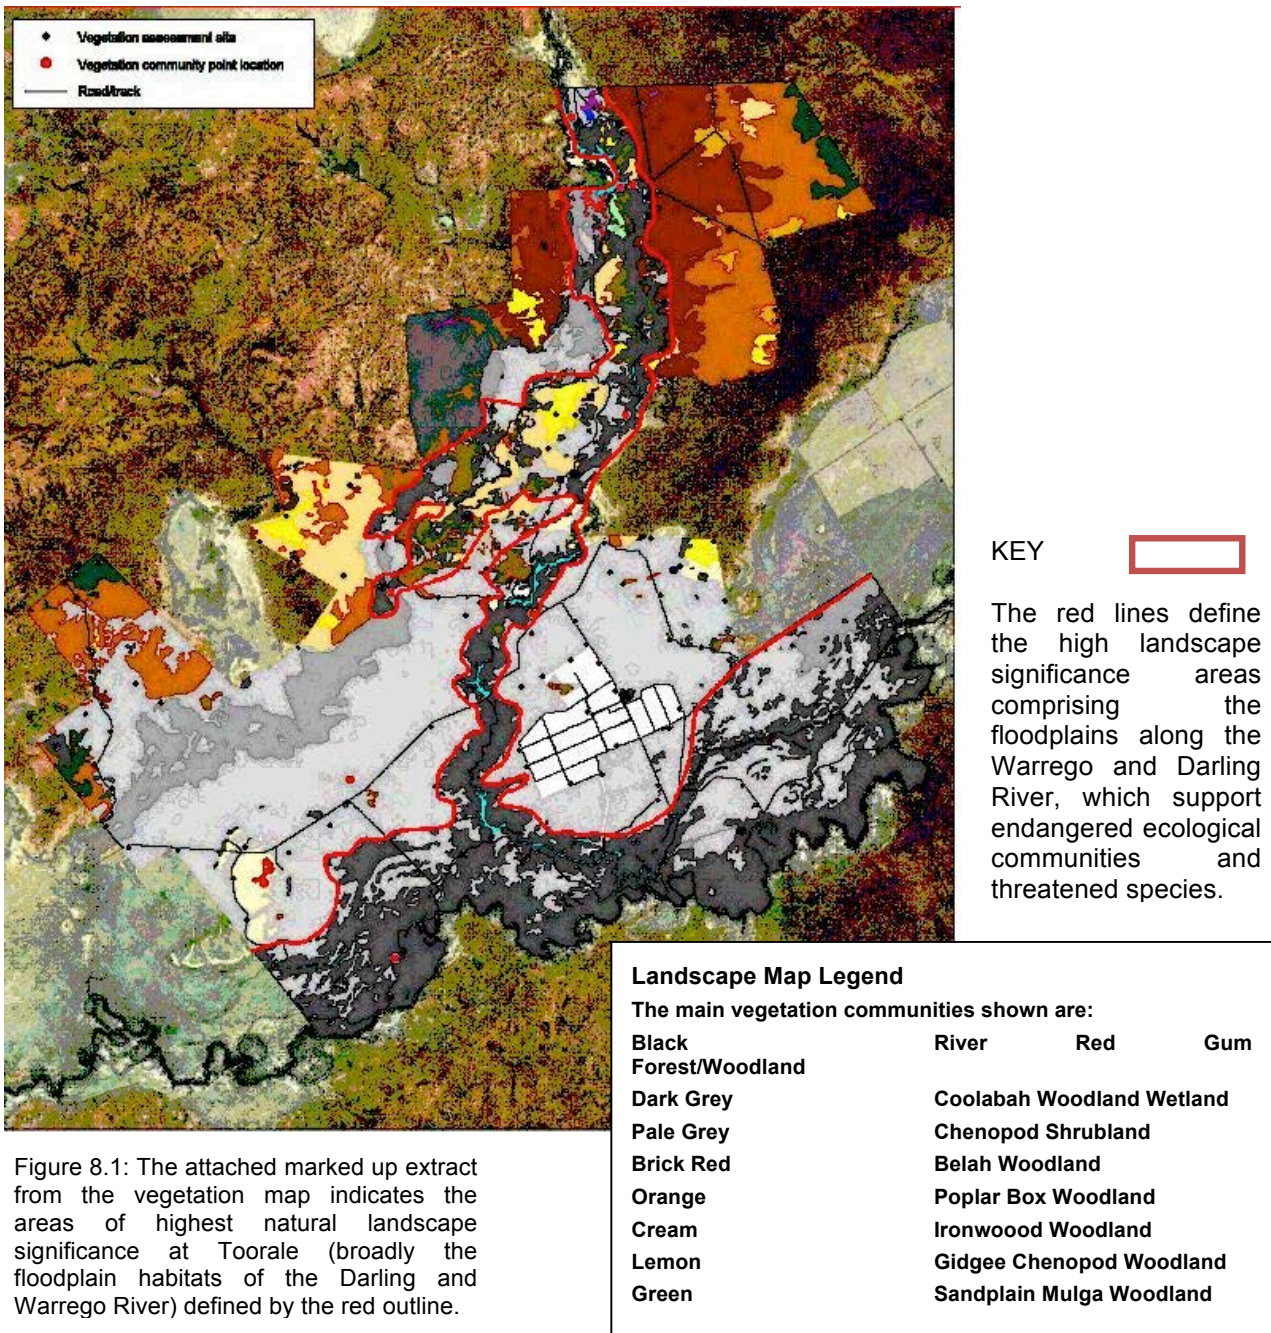 Vegetation assessment site
Vegetation community point location
Road/track
KEY
The red lines define
the high landscape
significance areas
comprising the
floodplains along the
Warrego and Darling
River, which support
endangered ecological
communities and
threatened species.
Landscape Map Legend
The main vegetation communities shown are:
Black River Red Gum
Forest/Woodland
Dark Grey Coolabah Woodland Wetland
Pale Grey Chenopod Shrubland
Brick Red Belah Woodland
Orange Poplar Box Woodland
Cream Ironwoood Woodland
Lemon Gidgee Chenopod Woodland
Green Sandplain Mulga Woodland
Figure 8.1: The attached marked up extract
from the vegetation map indicates the
areas of highest natural landscape
significance at Toorale (broadly the
floodplain habitats of the Darling and
Warrego River) defined by the red outline.